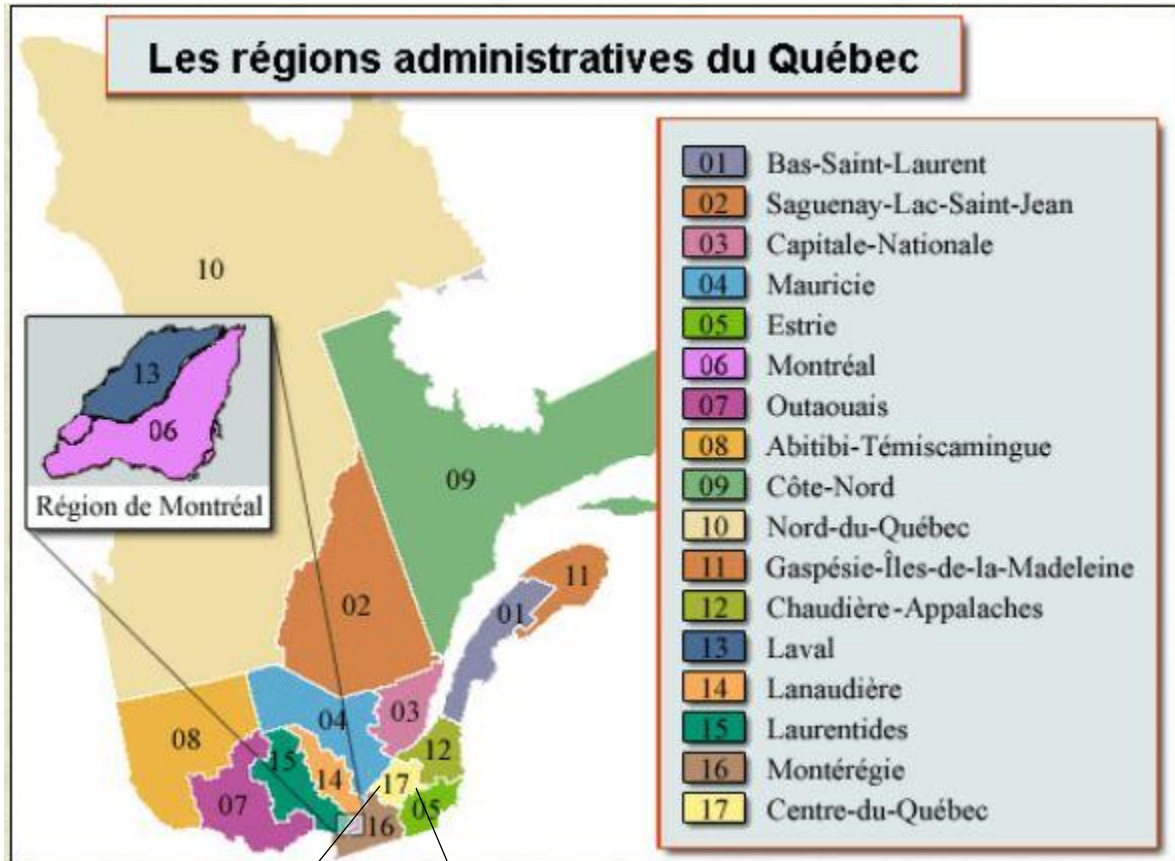 Les régions administratives du Québec
01 Bas-Saint-Laurent
02 Saguenay-Lac-Saint-Jean
03 Capitale-Nationale
04 Mauricie
05 Estrie
06 Montréal
07 Outaouais
08 Abitibi-Témiscamingue
09 Côte-Nord
10 Nord-du-Québec
11 Gaspésie-Îles-de-la-Madeleine
12 Chaudière-Appalaches
13 Laval
14 Lanaudière
15 Laurentides
16 Montérégie
17 Centre-du-Québec
10
13
06
Région de Montréal
09
11
02
01
04
03
08
12
15
14
17
07
05
16